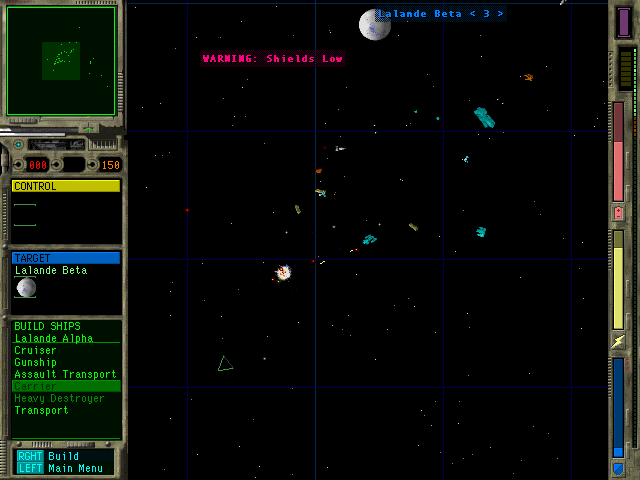 Lalande Beta < 3 >
WARNING: Shields Low
000 150
CONTROL
TARGET
Lalande Beta
BUILD SHIPS
Lalande Alpha
Cruiser
Gunship
Assault Transport
Carrier
Heavy Destroyer
Transport
RGHT Build
LEFT Main Menu